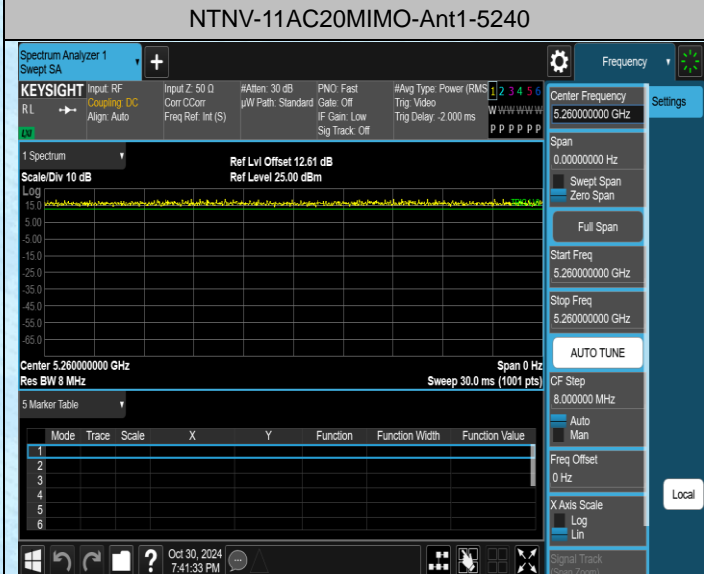 NTNV-11AC20MIMO-Ant1-5240
Spectrum Analyzer 1
Swept SA
Frequency
KEYSIGHT
RL
LXI
Input: RF
Coupling: DC
Align: Auto
Input Z: 50 Ω
Corr CCorr
Freq Ref: Int (S)
#Atten: 30 dB
µW Path: Standard
PNO: Fast
Gate: Off
IF Gain: Low
Sig Track: Off
#Avg Type: Power (RMS
Trig: Video
Trig Delay: -2.000 ms
1 2 3 4 5 6
W W W W W W
P P P P P P
Center Frequency
5.260000000 GHz
Settings
Span
0.00000000 Hz
Swept Span
Zero Span
Full Span
Start Freq
5.260000000 GHz
Stop Freq
5.260000000 GHz
AUTO TUNE
CF Step
8.000000 MHz
Auto
Man
Freq Offset
0 Hz
X Axis Scale
Log
Lin
Signal Track
(Span Zoom)
Local
1 Spectrum
Scale/Div 10 dB
Ref Lvl Offset 12.61 dB
Ref Level 25.00 dBm
Log
15.0
5.00
-5.00
-15.0
-25.0
-35.0
-45.0
-55.0
-65.0
Center 5.260000000 GHz
Span 0 Hz
Res BW 8 MHz
Sweep 30.0 ms (1001 pts)
5 Marker Table
Mode Trace Scale X Y Function Function Width Function Value
1
2
3
4
5
6
Oct 30, 2024
7:41:33 PM